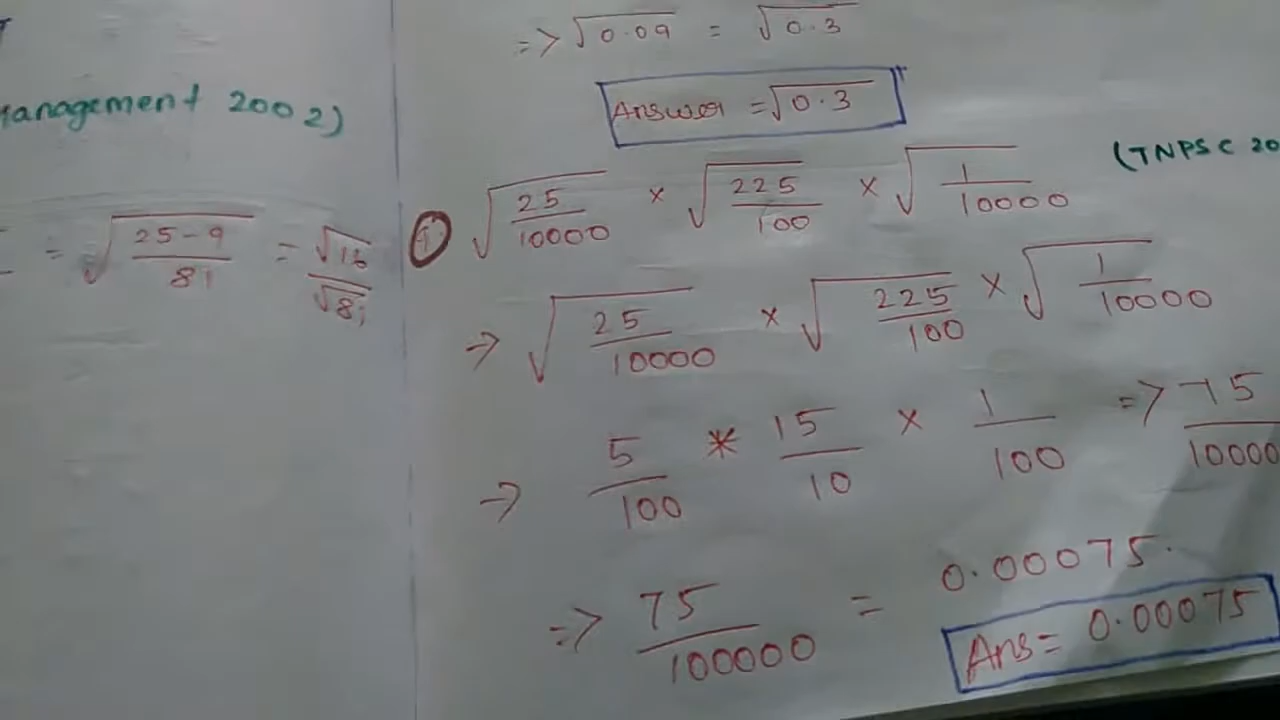 Management 2002)
= √(25-9/81) = √16/√81
=> √0.09 = √0.3
Answer = √0.3
(TNPSC 20
√(25/10000) × √(225/100) × √(1/10000)
=> √(25/10000) × √(225/100) × √(1/10000)
=> 5/100 * 15/10 × 1/100 => 75/10000
=> 75/100000 = 0.00075
Ans = 0.00075